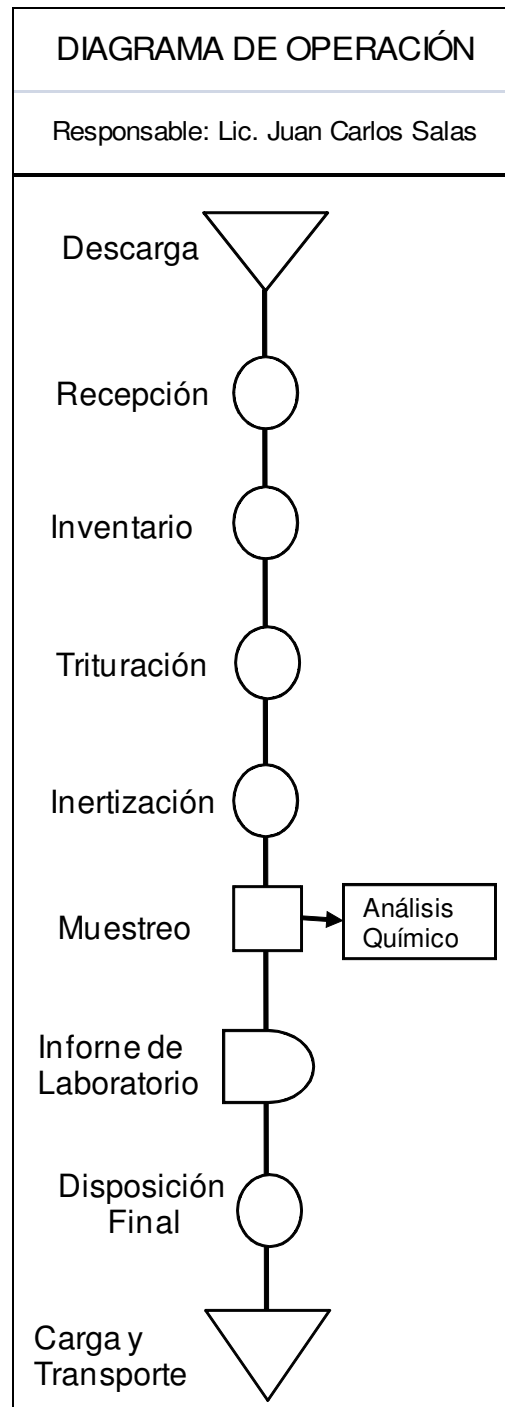 DIAGRAMA DE OPERACIÓN
Responsable: Lic. Juan Carlos Salas
Descarga
Recepción
Inventario
Trituración
Inertización
Muestreo
Análisis
Químico
Inforne de
Laboratorio
Disposición
Final
Carga y
Transporte